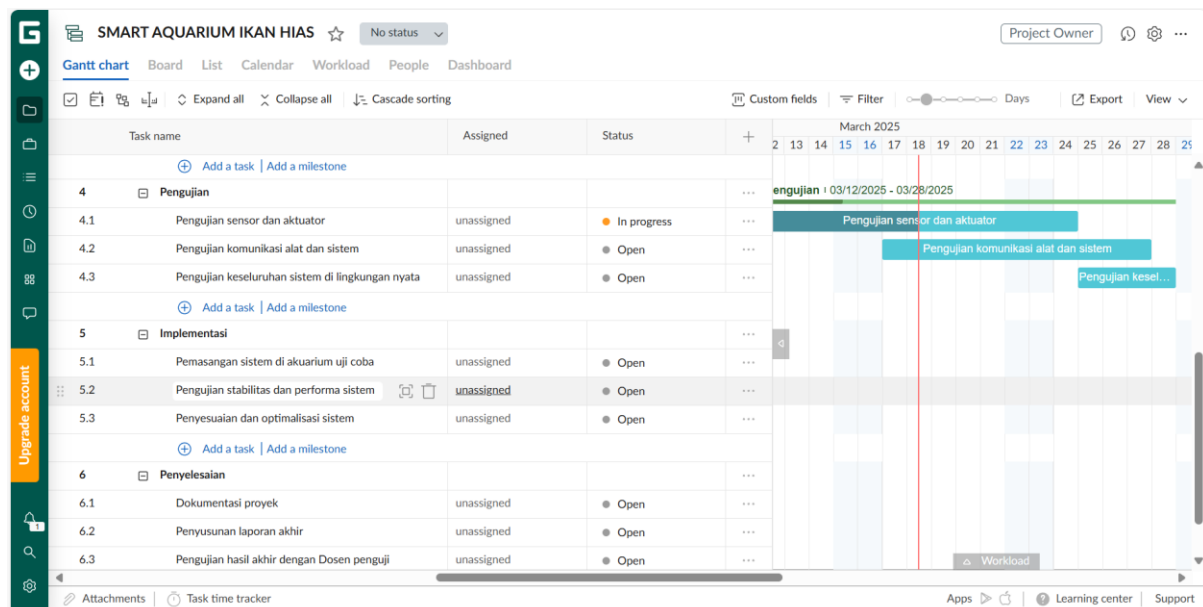 G SMART AQUARIUM IKAN HIAS No status Project Owner
Gantt chart Board List Calendar Workload People Dashboard
Expand all Collapse all Cascade sorting Custom fields Filter Days Export View
Task name Assigned Status March 2025
2 13 14 15 16 17 18 19 20 21 22 23 24 25 26 27 28 29
Add a task | Add a milestone
4 Pengujian engujian 03/12/2025 - 03/28/2025
4.1 Pengujian sensor dan aktuator unassigned In progress Pengujian sensor dan aktuator
4.2 Pengujian komunikasi alat dan sistem unassigned Open Pengujian komunikasi alat dan sistem
4.3 Pengujian keseluruhan sistem di lingkungan nyata unassigned Open Pengujian kesel...
Add a task | Add a milestone
5 Implementasi
5.1 Pemasangan sistem di akuarium uji coba unassigned Open
5.2 Pengujian stabilitas dan performa sistem unassigned Open
5.3 Penyesuaian dan optimalisasi sistem unassigned Open
Add a task | Add a milestone
6 Penyelesaian
6.1 Dokumentasi proyek unassigned Open
6.2 Penyusunan laporan akhir unassigned Open
6.3 Pengujian hasil akhir dengan Dosen penguji unassigned Open Workload
Upgrade account
1
Attachments Task time tracker Apps Learning center Support